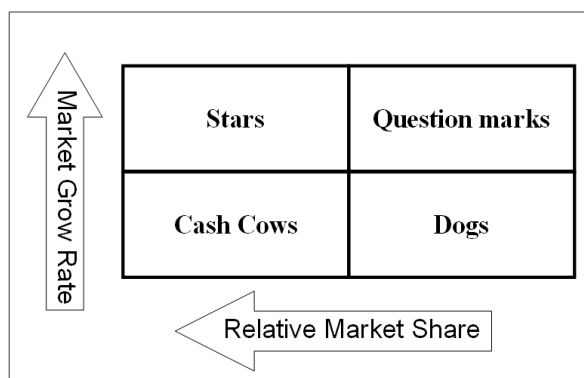 Market Grow Rate
Stars
Question marks
Cash Cows
Dogs
Relative Market Share